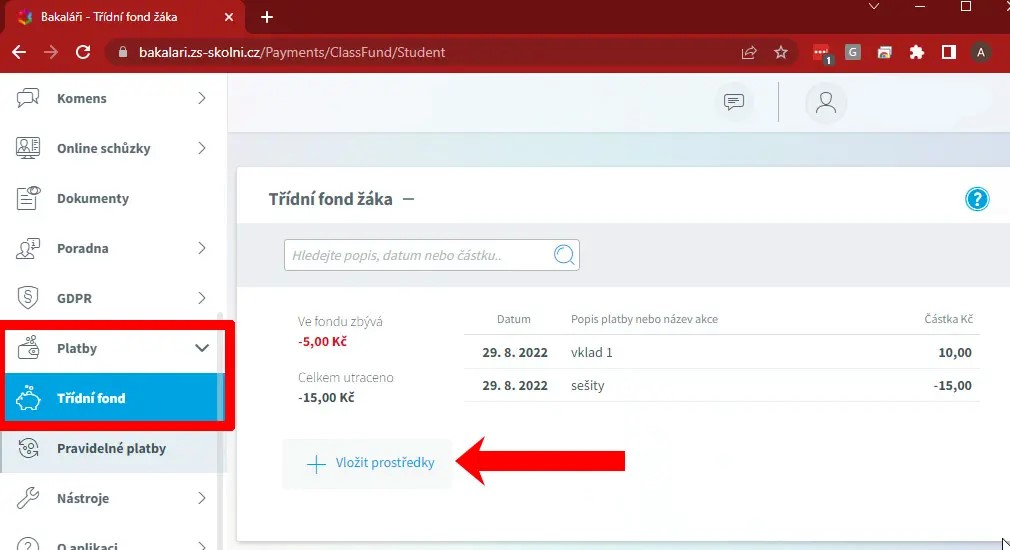 Bakaláři - Třídní fond žáka
bakalari.zs-skolni.cz/Payments/ClassFund/Student
1
G
A
Komens
Online schůzky
Dokumenty
Poradna
GDPR
Platby
Třídní fond
Pravidelné platby
Nástroje
O aplikaci
Třídní fond žáka –
?
Hledejte popis, datum nebo částku..
Ve fondu zbývá
-5,00 Kč
Celkem utraceno
-15,00 Kč
Datum Popis platby nebo název akce Částka Kč
29. 8. 2022 vklad 1 10,00
29. 8. 2022 sešity -15,00
Vložit prostředky